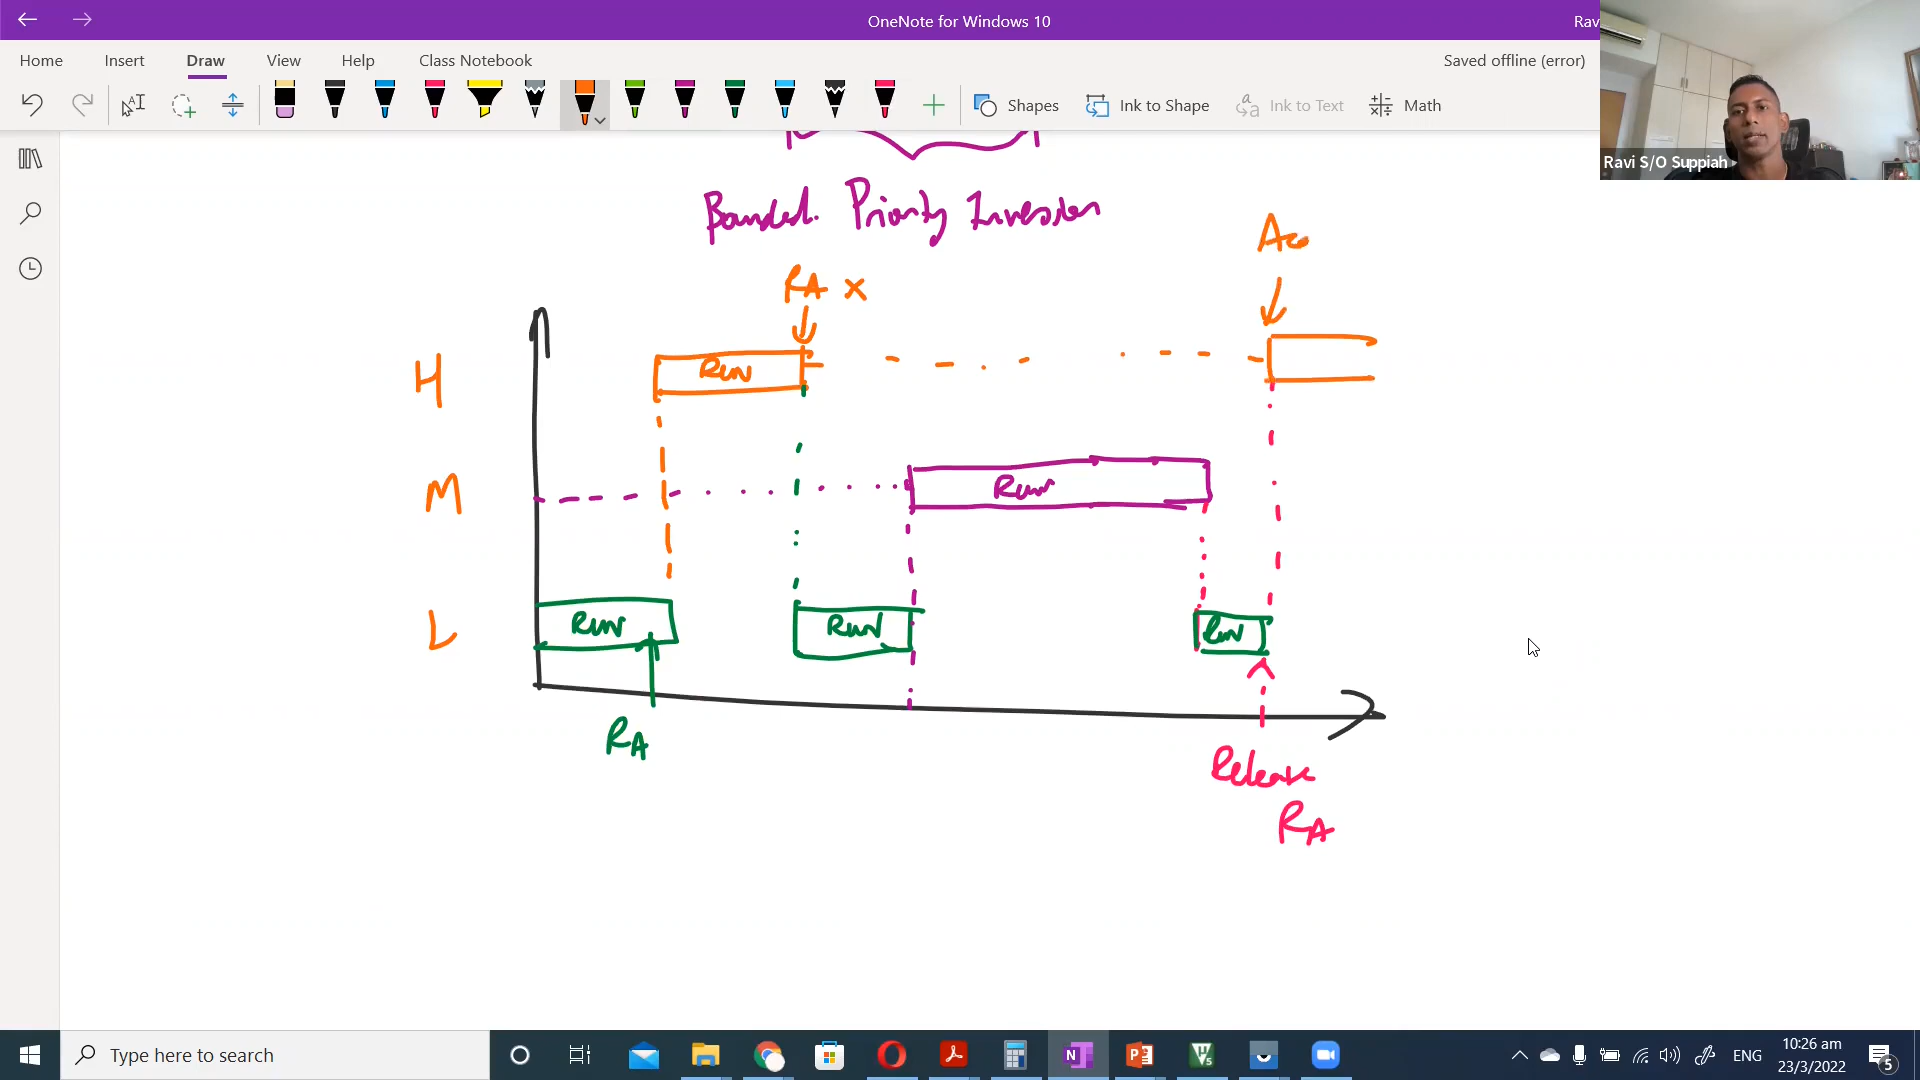 OneNote for Windows 10
Rav
Home Insert Draw View Help Class Notebook
Saved offline (error)
Shapes Ink to Shape Ink to Text Math
Ravi S/O Suppiah
Bounded. Priority Inversion
RA x
H
Run
M
Run
L
Run
Run
Run
RA
Release
RA
Type here to search
ENG
10:26 am
23/3/2022
5